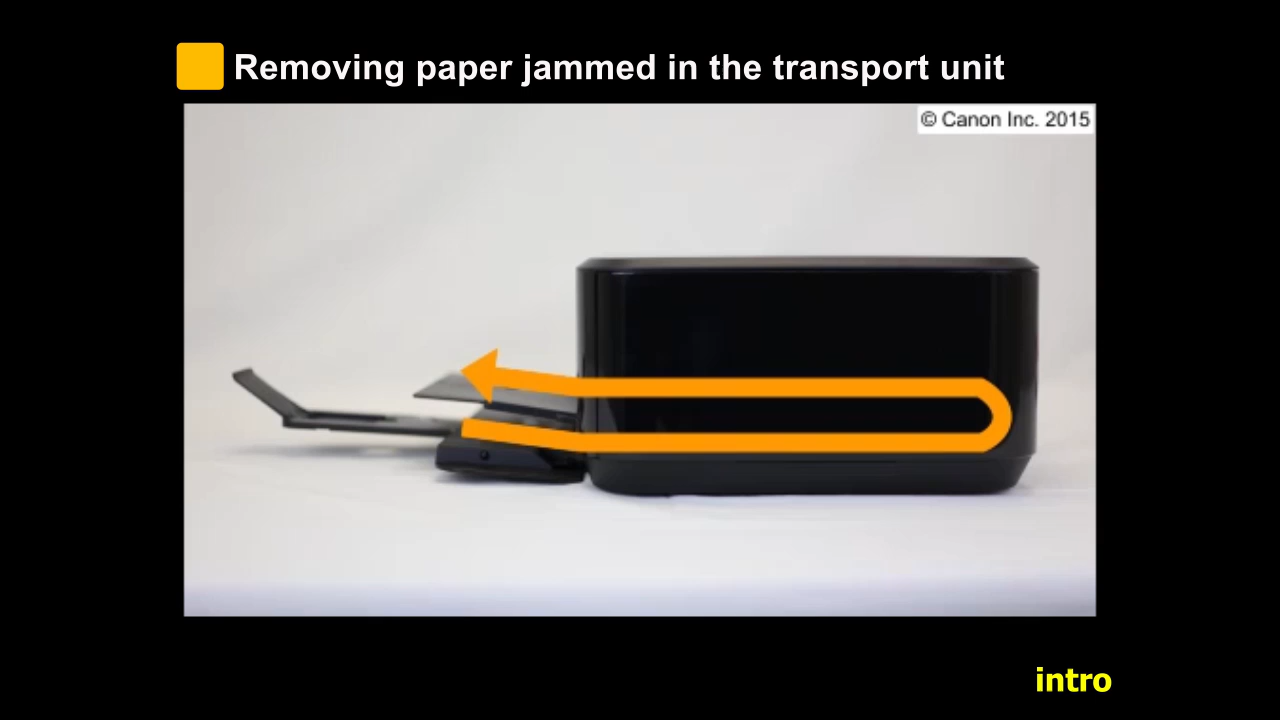 Removing paper jammed in the transport unit
© Canon Inc. 2015
intro